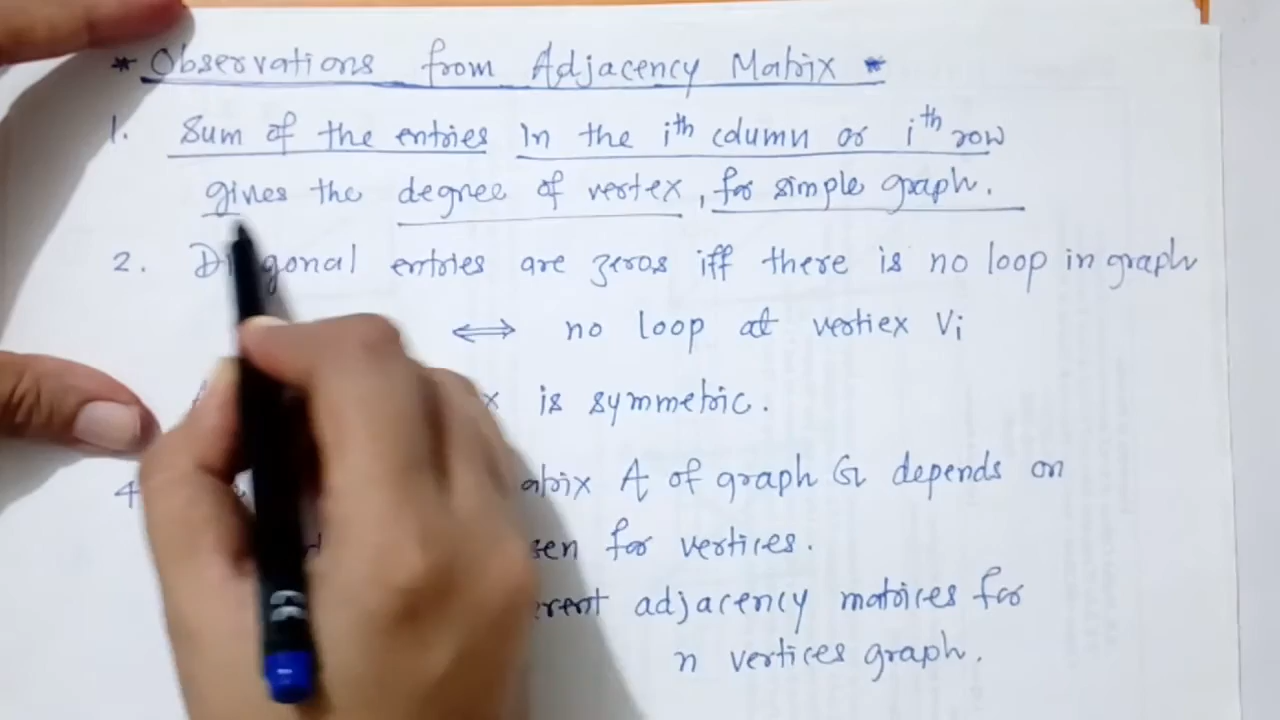 * Observations from Adjacency Matrix *
1. Sum of the entries in the ith column or ith row
gives the degree of vertex, for simple graph.
2. Diagonal entries are zeros iff there is no loop in graph
⟺ no loop at vertiex Vi
is symmetric.
4 A of graph G depends on
for vertices.
adjacency matrices for
n vertices graph.